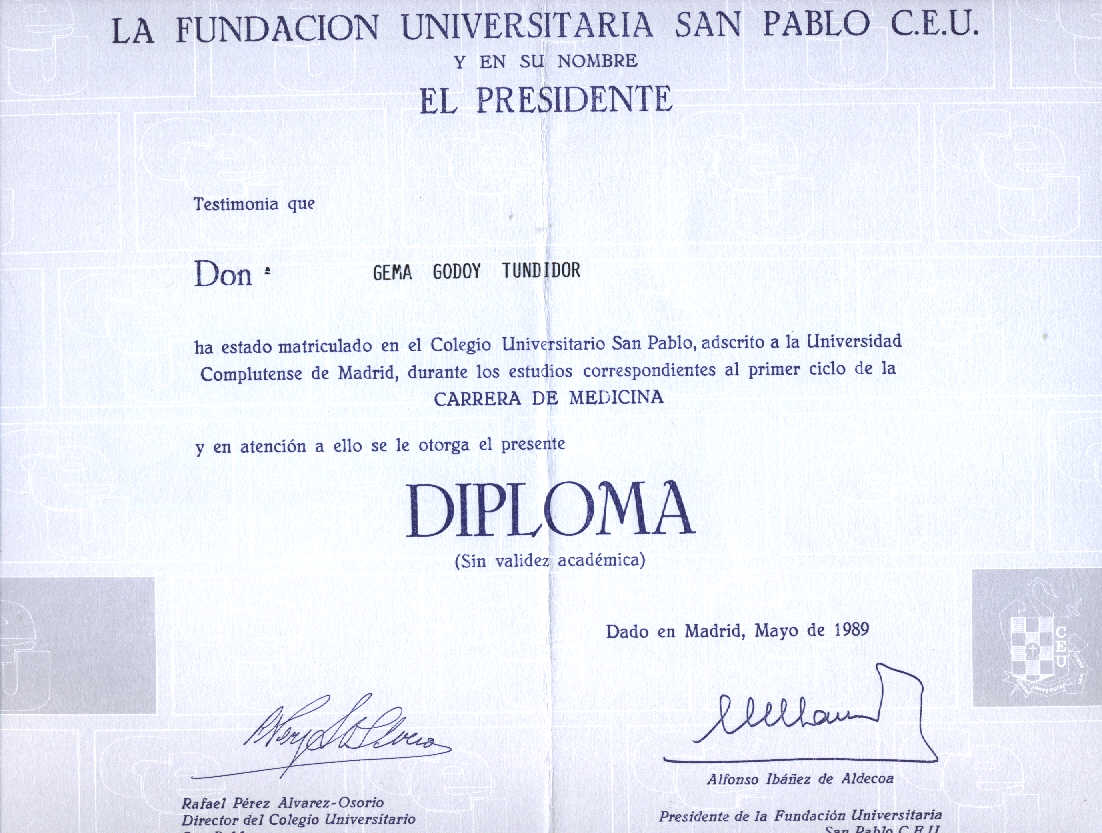 LA FUNDACION UNIVERSITARIA SAN PABLO C.E.U.
Y EN SU NOMBRE
EL PRESIDENTE
Testimonia que
Don ª GEMA GODOY TUNDIDOR
ha estado matriculado en el Colegio Universitario San Pablo, adscrito a la Universidad
Complutense de Madrid, durante los estudios correspondientes al primer ciclo de la
CARRERA DE MEDICINA
y en atención a ello se le otorga el presente
DIPLOMA
(Sin validez académica)
Dado en Madrid, Mayo de 1989
CEU
Alfonso Ibáñez de Aldecoa
Rafael Pérez Alvarez-Osorio
Director del Colegio Universitario
Presidente de la Fundación Universitaria
San Pablo C.E.U.